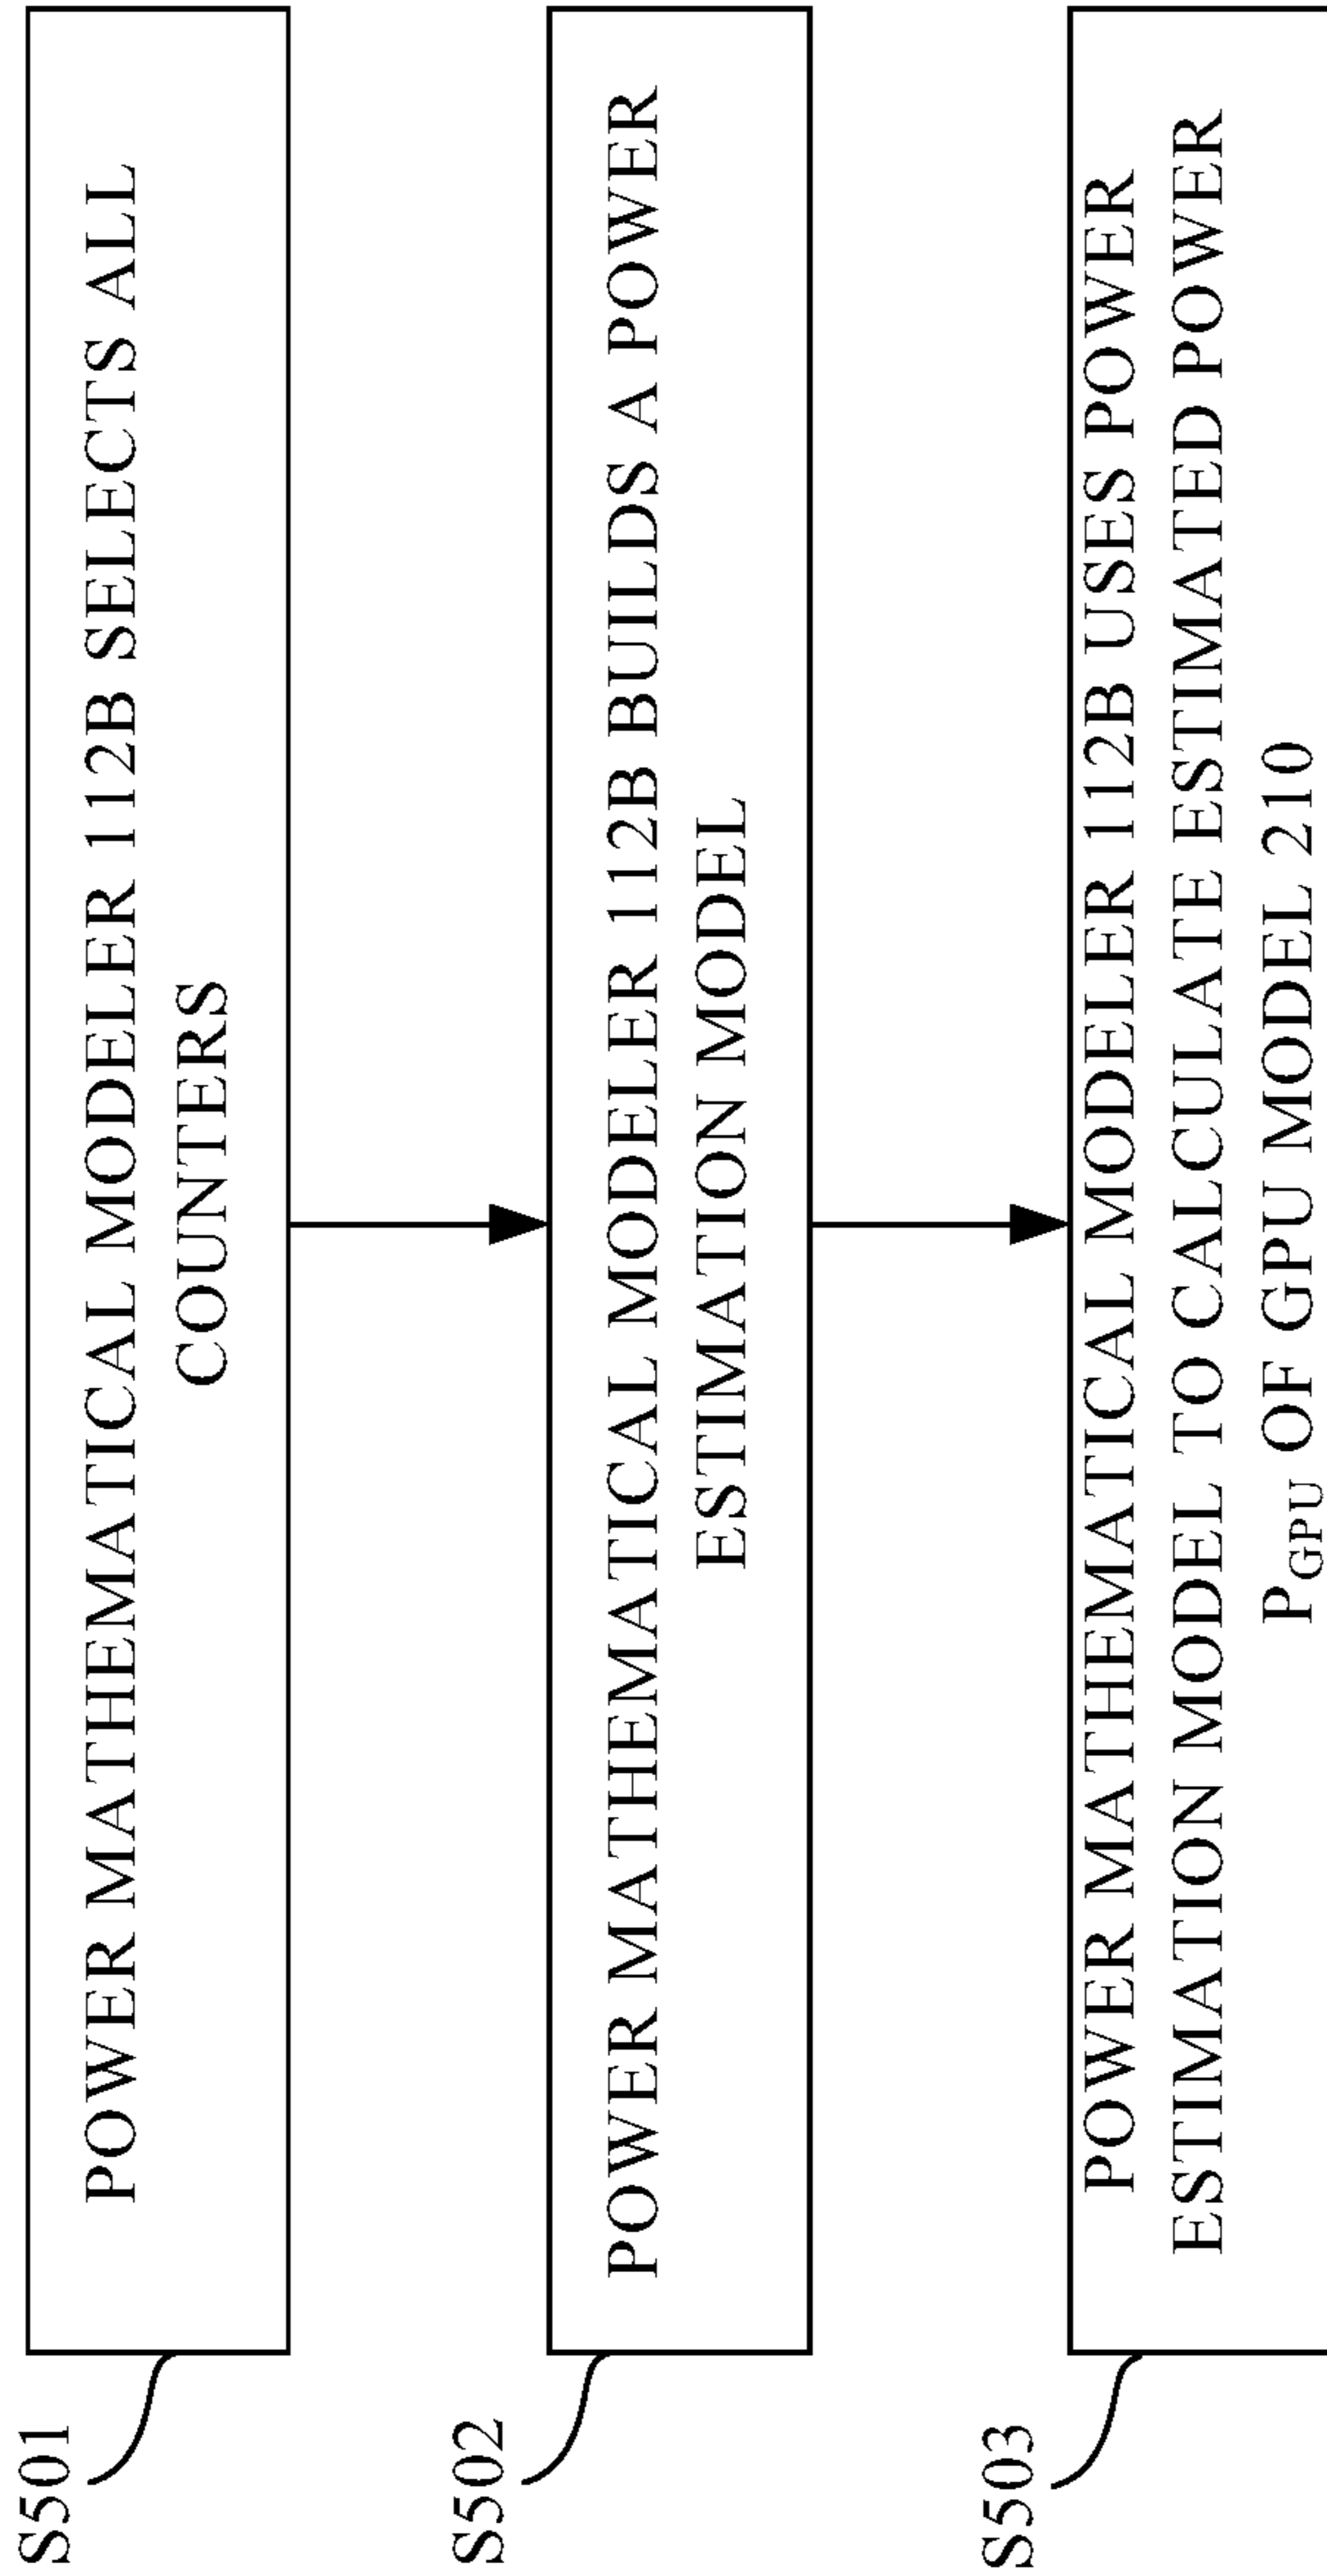 S501
POWER MATHEMATICAL MODELER 112B SELECTS ALL
COUNTERS
S502
POWER MATHEMATICAL MODELER 112B BUILDS A POWER
ESTIMATION MODEL
S503
POWER MATHEMATICAL MODELER 112B USES POWER
ESTIMATION MODEL TO CALCULATE ESTIMATED POWER
P_GPU OF GPU MODEL 210